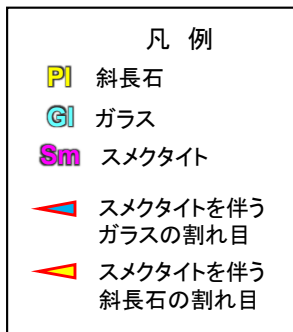 凡 例
Pl 斜長石
Gl ガラス
Sm スメクタイト
スメクタイトを伴う
ガラスの割れ目
スメクタイトを伴う
斜長石の割れ目